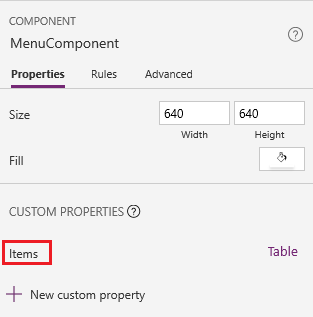 COMPONENT
MenuComponent
?
Properties Rules Advanced
Size 640 640
Width Height
Fill
CUSTOM PROPERTIES ?
Items Table
+ New custom property